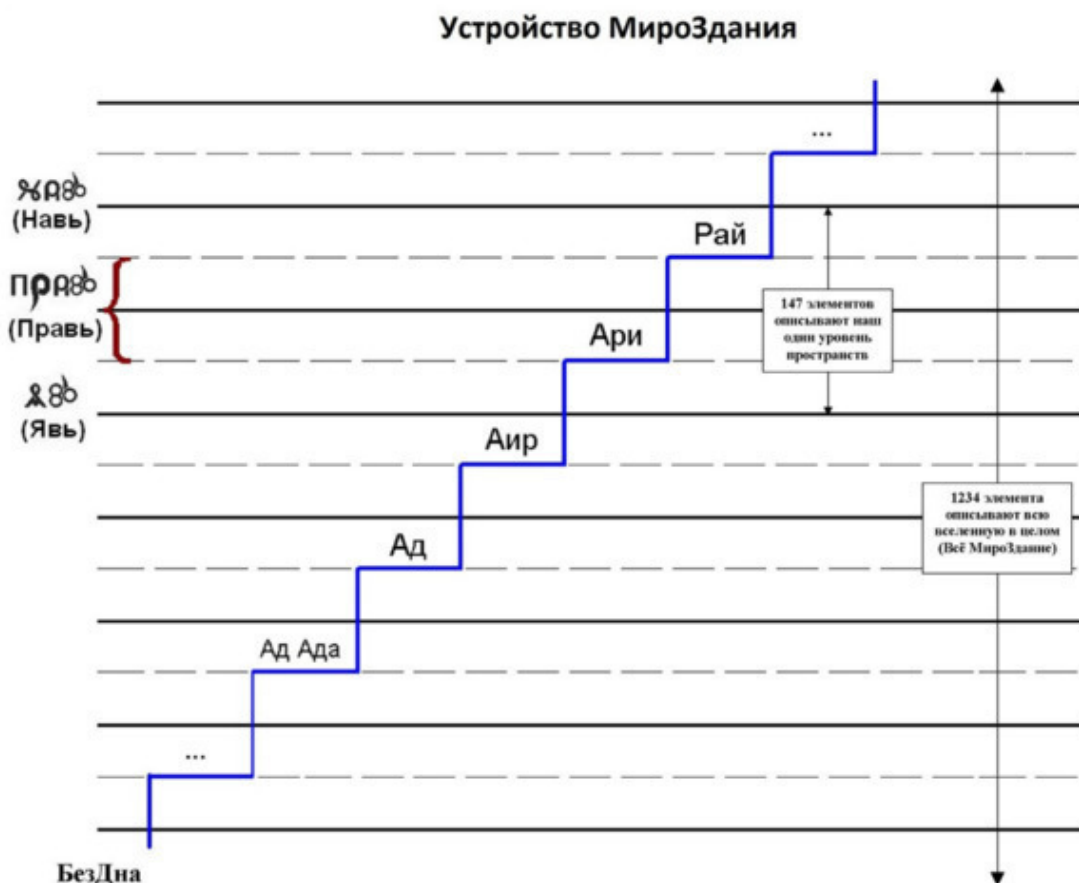 Устройство МироЗдания
...
(Навь)
Рай
(Правь)
147 элементов
описывают наш
один уровень
пространств
Ари
(Явь)
Аир
1234 элемента
описывают всю
вселенную в целом
(Всё МироЗдание)
Ад
Ад Ада
...
БезДна